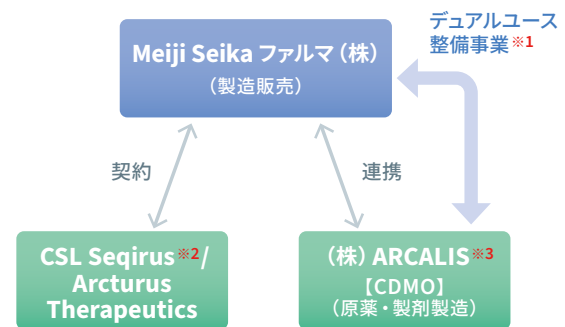 デュアルユース
整備事業※1
Meiji Seika ファルマ（株）
（製造販売）
契約
連携
CSL Seqirus※2/
Arcturus
Therapeutics
（株）ARCALIS※3
【CDMO】
（原薬・製剤製造）